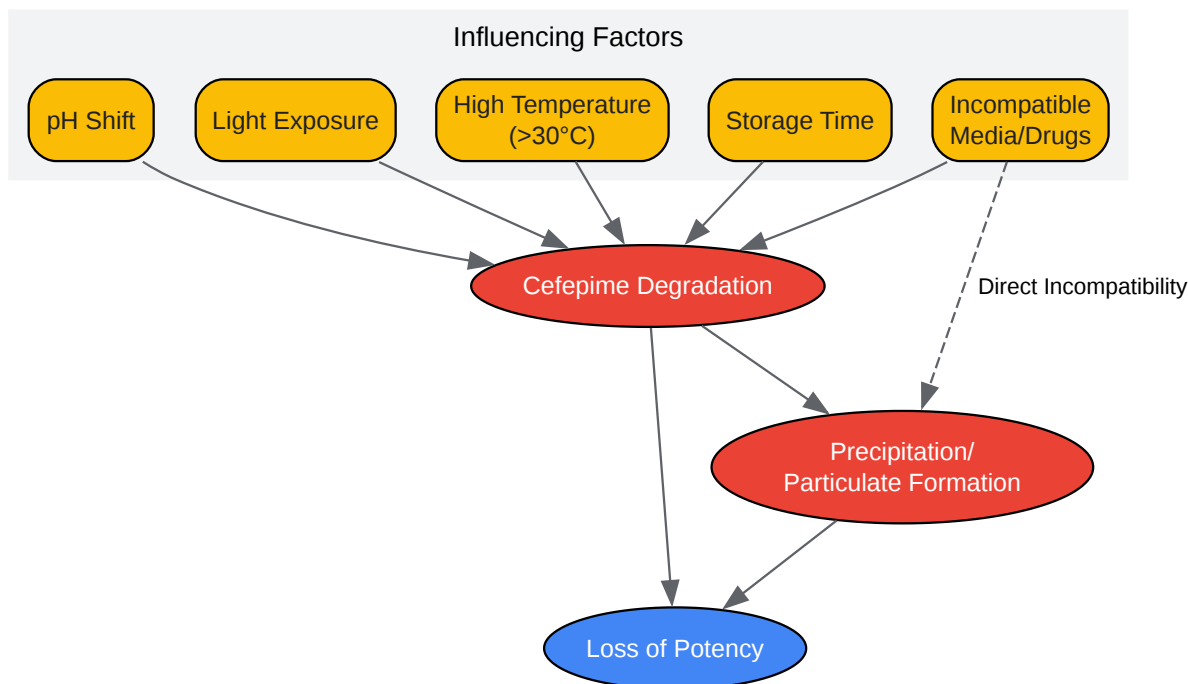 Influencing Factors
pH Shift
Light Exposure
High Temperature
(>30°C)
Storage Time
Incompatible
Media/Drugs
Cefepime Degradation
Direct Incompatibility
Precipitation/
Particulate Formation
Loss of Potency